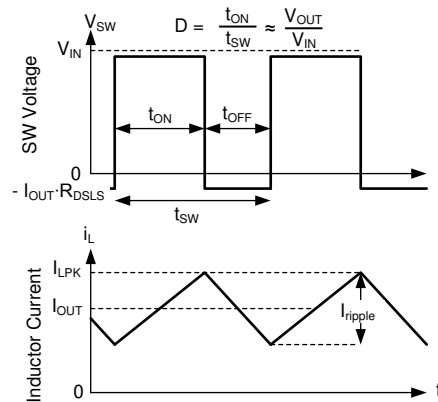 V_SW
D = t_ON / t_SW ≈ V_OUT / V_IN
V_IN
SW Voltage
t_ON
t_OFF
0
- I_OUT·R_DSLS
t_SW
i_L
I_LPK
I_OUT
Inductor Current
I_ripple
0
t